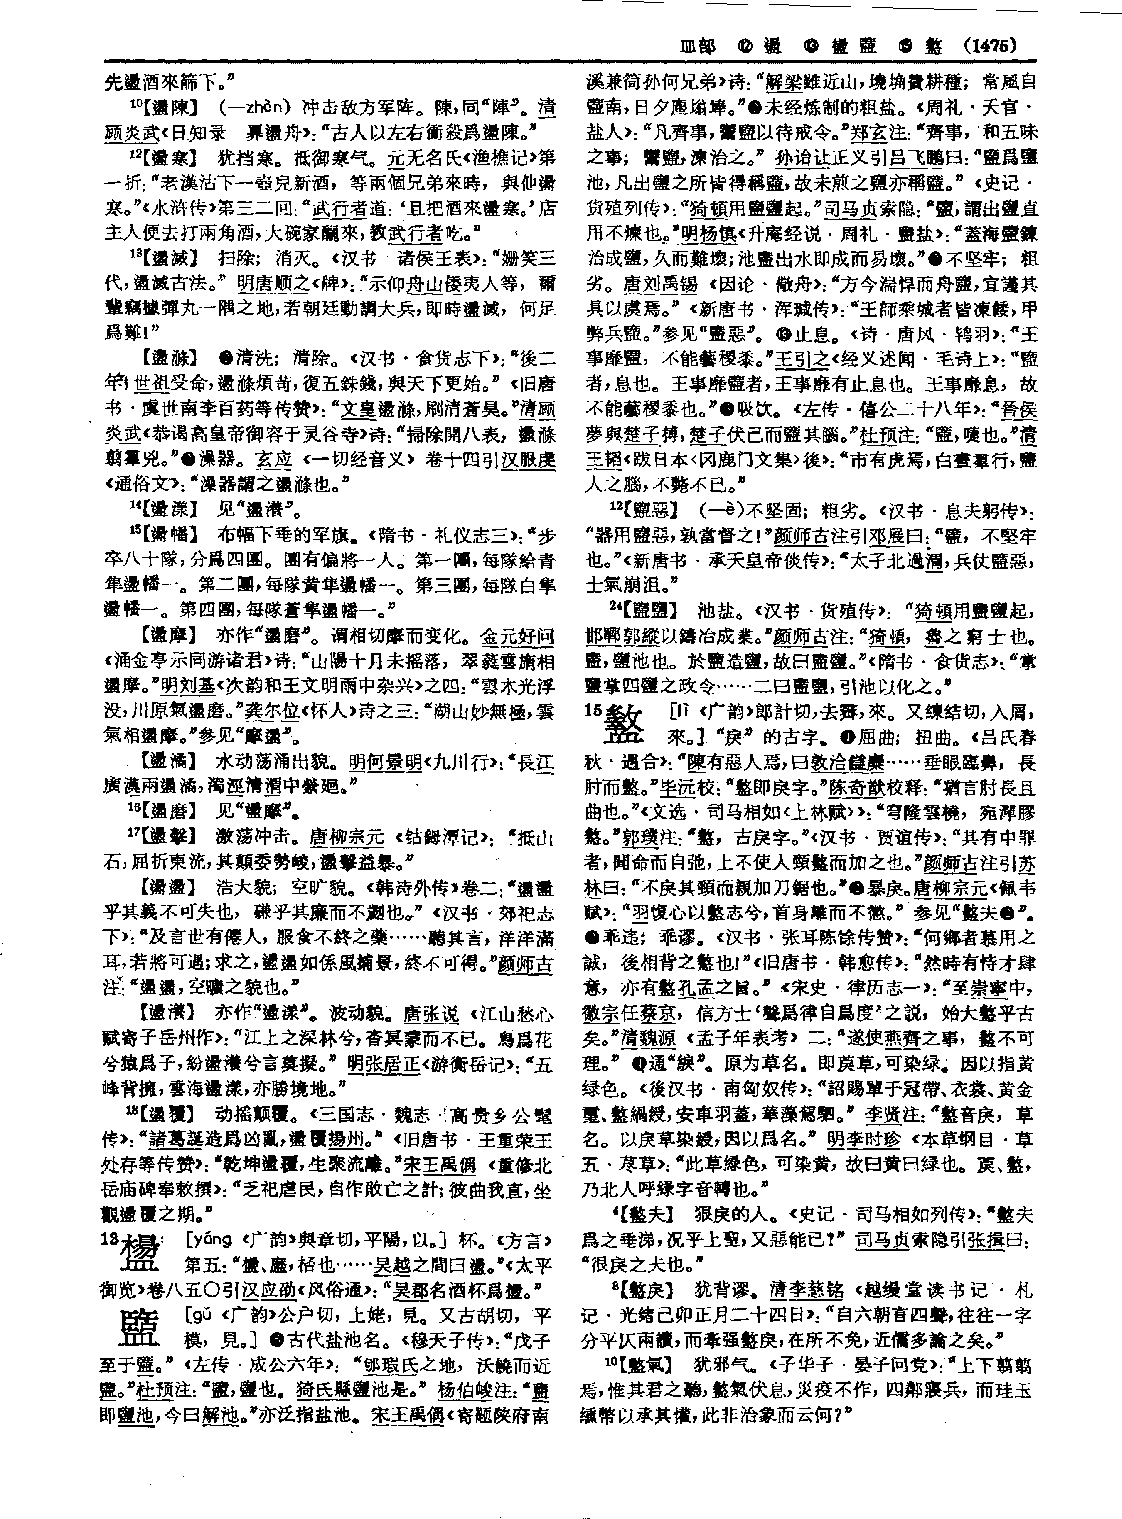 皿部 ⑫盪 ⑬𥂸盬 ⑮盭 (1475)
先盪酒來篩下。”
10【盪陳】 (—zhèn) 冲击敌方军阵。陳,同“陣”。清
顾炎武《日知录·奡盪舟》:“古人以左右衝殺爲盪陳。”
12【盪寒】 犹挡寒。抵御寒气。元无名氏《渔樵记》第
一折:“老漢沽下一壺兒新酒,等兩個兄弟來時,與他盪
寒。”《水浒传》第三二回:“武行者道:‘且把酒來盪寒。’店
主人便去打兩角酒,大碗家釃來,教武行者吃。”
13【盪滅】 扫除;消灭。《汉书·诸侯王表》:“姍笑三
代,盪滅古法。”明唐顺之《牌》:“示仰舟山倭夷人等,爾
輩竊據彈丸一隅之地,若朝廷動調大兵,即時盪滅,何足
爲難!”
【盪滌】 ❶清洗;清除。《汉书·食货志下》:“後二
年,世祖受命,盪滌煩苛,復五銖錢,與天下更始。”《旧唐
书·虞世南李百药等传赞》:“文皇盪滌,刷清蒼昊。”清顾
炎武《恭谒高皇帝御容于灵谷寺》诗:“掃除開八表,盪滌
翦羣兇。”❷澡器。玄应《一切经音义》卷十四引汉服虔
《通俗文》:“澡器謂之盪滌也。”
14【盪漾】 见“盪瀁”。
15【盪幡】 布幅下垂的军旗。《隋书·礼仪志三》:“步
卒八十隊,分爲四團。團有偏將一人。第一團,每隊給青
隼盪幡一。第二團,每隊黄隼盪幡一。第三團,每隊白隼
盪幡一。第四團,每隊蒼隼盪幡一。”
【盪摩】 亦作“盪磨”。谓相切摩而变化。金元好问
《涌金亭示同游诸君》诗:“山陽十月未摇落,翠蕤雲旓相
盪摩。”明刘基《次韵和王文明雨中杂兴》之四:“雲木光浮
没,川原氣盪磨。”龚尔位《怀人》诗之三:“湖山妙無極,雲
氣相盪摩。”参见“摩盪”。
【盪潏】 水动荡涌出貌。明何景明《九川行》:“長江
廣漢兩盪潏,濁涇清渭中縈迴。”
16【盪磨】 见“盪摩”。
17【盪擊】 激荡冲击。唐柳宗元《钴鉧潭记》:“抵山
石,屈折東流,其顛委勢峻,盪擊益暴。”
【盪盪】 浩大貌;空旷貌。《韩诗外传》卷二:“盪盪
乎其義不可失也,磏乎其廉而不劌也。”《汉书·郊祀志
下》:“及言世有僊人,服食不終之藥……聽其言,洋洋滿
耳,若將可遇;求之,盪盪如係風捕景,終不可得。”颜师古
注:“盪盪,空曠之貌也。”
【盪瀁】 亦作“盪漾”。波动貌。唐张说《江山愁心
赋寄子岳州作》:“江上之深林兮,杳冥蒙而不已。鳥爲花
兮猿爲子,紛盪瀁兮言莫擬。”明张居正《游衡岳记》:“五
峰背擁,雲海盪漾,亦勝境地。”
18【盪覆】 动摇颠覆。《三国志·魏志·高贵乡公髦
传》:“諸葛誕造爲凶亂,盪覆揚州。”《旧唐书·王重荣王
处存等传赞》:“乾坤盪覆,生聚流離。”宋王禹偁《重修北
岳庙碑奉敕撰》:“乏祀虐民,自作敗亡之計;彼曲我直,坐
觀盪覆之期。”
13𥂸 [yáng《广韵》與章切,平陽,以。] 杯。《方言》
第五:“𥂸、㿿,桮也……吴越之間曰𥂸。”《太平
御览》卷八五〇引汉应劭《风俗通》:“吴郡名酒杯爲𥂸。”
盬 [gǔ《广韵》公户切,上姥,見。又古胡切,平
模,見。] ❶古代盐池名。《穆天子传》:“戊子
至于盬。”《左传·成公六年》:“郇瑕氏之地,沃饒而近
盬。”杜预注:“盬,鹽也。猗氏縣鹽池是。”杨伯峻注:“盬
即鹽池,今曰解池。”亦泛指盐池。宋王禹偁《寄题陕府南
溪兼简孙何兄弟》诗:“解梁雖近山,墝埆費耕種;常風自
盬南,日夕塵塕埲。”❷未经炼制的粗盐。《周礼·天官·
盐人》:“凡齊事,鬻盬以待戒令。”郑玄注:“齊事,和五味
之事;鬻盬,湅治之。”孙诒让正义引吕飞鹏曰:“盬爲鹽
池,凡出鹽之所皆得稱盬,故未煎之鹽亦稱盬。”《史记·
货殖列传》:“猗頓用盬鹽起。”司马贞索隐:“盬,謂出鹽直
用不煉也。”明杨慎《升庵经说·周礼·盬盐》:“蓋海鹽鍊
治成鹽,久而難壞;池鹽出水即成而易壞。”❸不坚牢;粗
劣。唐刘禹锡《因论·儆舟》:“方今湍悍而舟盬,宜謹其
具以虞焉。”《新唐书·浑瑊传》:“王師乘城者皆凍餒,甲
弊兵盬。”参见“盬惡”。❹止息。《诗·唐风·鸨羽》:“王
事靡盬,不能蓺稷黍。”王引之《经义述闻·毛诗上》:“盬
者,息也。王事靡盬者,王事靡有止息也。王事靡息,故
不能蓺稷黍也。”❺吸饮。《左传·僖公二十八年》:“晉侯
夢與楚子搏,楚子伏己而盬其腦。”杜预注:“盬,啑也。”清
王韬《跋日本〈冈鹿门文集〉後》:“市有虎焉,白晝羣行,盬
人之腦,不斃不已。”
12【盬惡】 (—è)不坚固;粗劣。《汉书·息夫躬传》:
“器用盬惡,孰當督之!”颜师古注引邓展曰:“盬,不堅牢
也。”《新唐书·承天皇帝倓传》:“太子北過渭,兵仗盬惡,
士氣崩沮。”
24【盬鹽】 池盐。《汉书·货殖传》:“猗頓用盬鹽起,
邯鄲郭縱以鑄冶成業。”颜师古注:“猗頓,魯之窮士也。
盬,鹽池也。於盬造鹽,故曰盬鹽。”《隋书·食货志》:“掌
鹽掌四鹽之政令……二曰盬鹽,引池以化之。”
15盭 [lì《广韵》郎計切,去霽,來。又練結切,入屑,
來。] “戾”的古字。❶屈曲;扭曲。《吕氏春
秋·遇合》:“陳有惡人焉,曰敦洽讎麋……垂眼臨鼻,長
肘而盭。”毕沅校:“盭即戾字。”陈奇猷校释:“猶言肘長且
曲也。”《文选·司马相如〈上林赋〉》:“穹隆雲橈,宛潬膠
盭。”郭璞注:“盭,古戾字。”《汉书·贾谊传》:“其有中罪
者,聞命而自弛,上不使人頸盭而加之也。”颜师古注引苏
林曰:“不戾其頸而親加刀鋸也。”❷暴戾。唐柳宗元《佩韦
赋》:“羽愎心以盭志兮,首身離而不懲。”参见“盭夫❷”。
❸乖违;乖谬。《汉书·张耳陈馀传赞》:“何鄉者慕用之
誠,後相背之盭也!”《旧唐书·韩愈传》:“然時有恃才肆
意,亦有盭孔孟之旨。”《宋史·律历志一》:“至崇寧中,
徽宗任蔡京,信方士‘聲爲律自爲度’之説,始大盭乎古
矣。”清魏源《孟子年表考》二:“遂使燕齊之事,盭不可
理。”❹通“綟”。原为草名。即莀草,可染绿。因以指黄
绿色。《後汉书·南匈奴传》:“詔賜單于冠帶、衣裳、黃金
璽、盭緺綬,安車羽蓋,華藻駕駟。”李贤注:“盭音戾,草
名。以戾草染綬,因以爲名。”明李时珍《本草纲目·草
五·荩草》:“此草緑色,可染黄,故曰黄曰緑也。莀、盭,
乃北人呼緑字音轉也。”
4【盭夫】 狠戾的人。《史记·司马相如列传》:“盭夫
爲之垂涕,況乎上聖,又惡能已?”司马贞索隐引张揖曰:
“很戾之夫也。”
8【盭戾】 犹背谬。清李慈铭《越缦堂读书记·札
记·光绪己卯正月二十四日》:“自六朝言四聲,往往一字
分平仄兩讀,而牽强盭戾,在所不免,近儒多論之矣。”
10【盭氣】 犹邪气。《子华子·晏子问党》:“上下翦翦
焉,惟其君之聽,盭氣伏息,災疫不作,四鄰寢兵,而珪玉
繅幣以承其懽,此非治象而云何?”